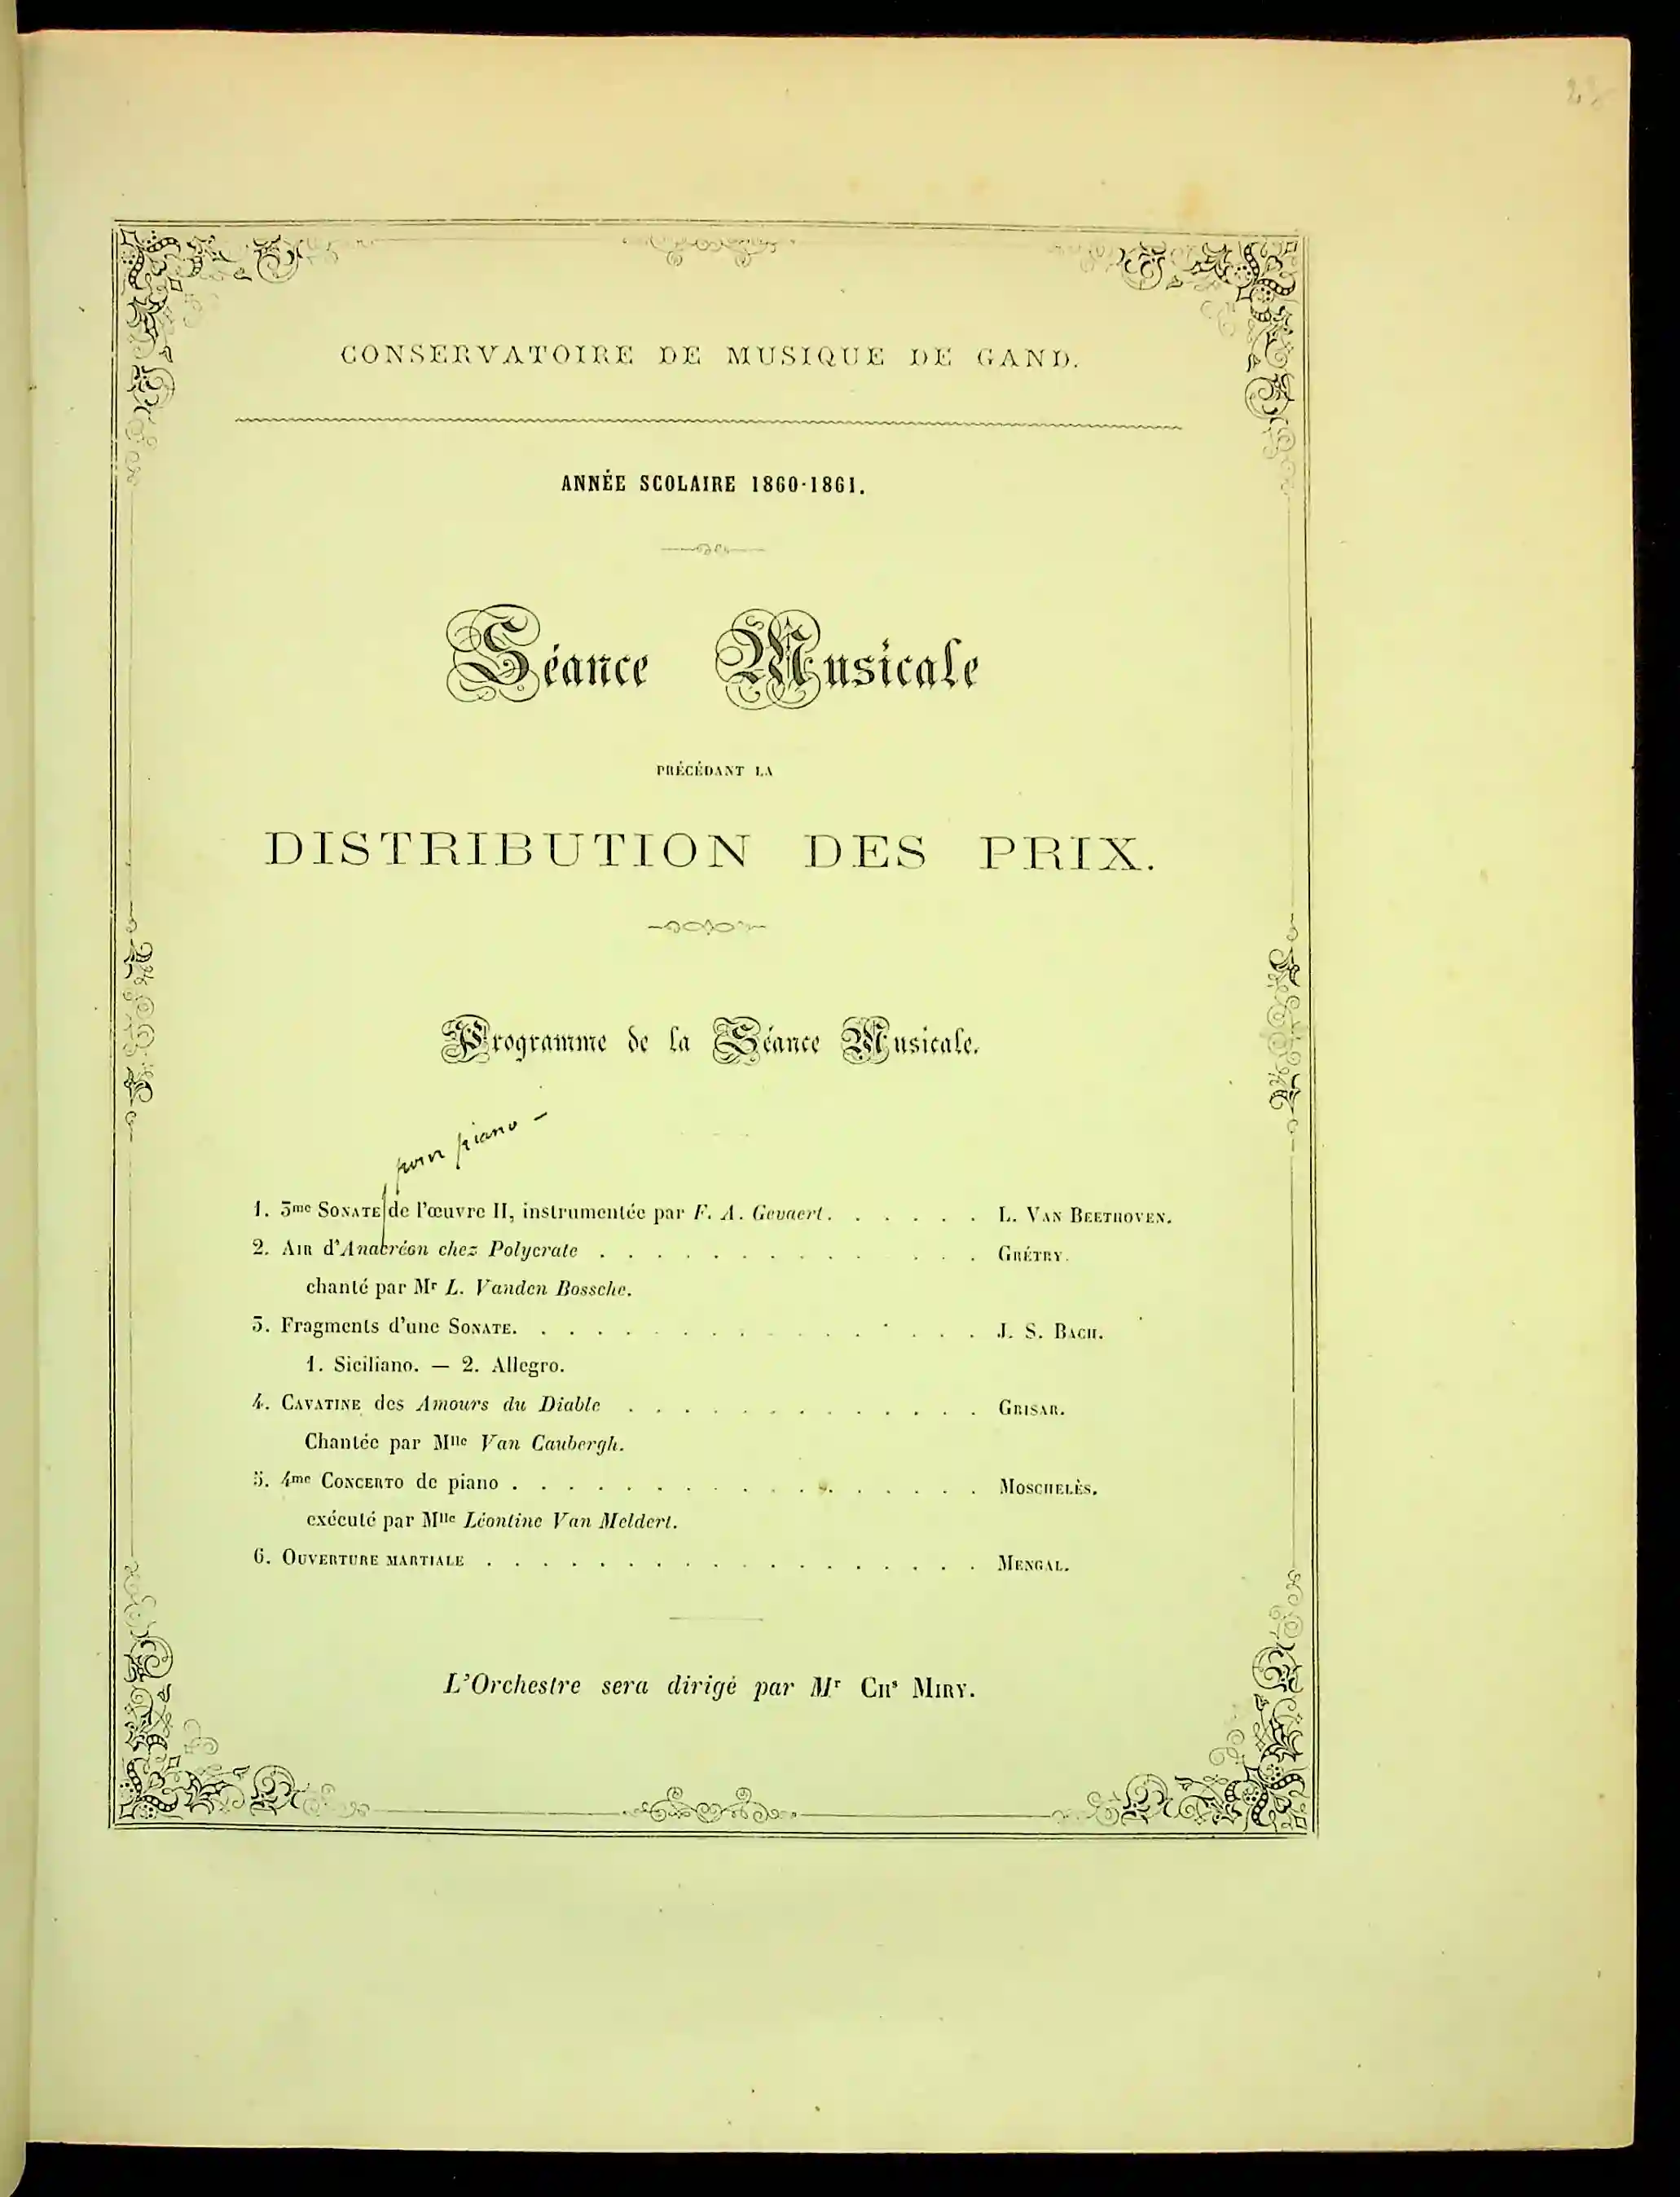 CONSERVATOIRE DE MUSIQUE DE GAND.
ANNÉE SCOLAIRE 1860-1861.
Séance Musicale
PRÉCÉDANT LA
DISTRIBUTION DES PRIX.
Programme de la Séance Musicale.
pour piano –
1. 3me SONATE de l'œuvre II, instrumentée par F. A. Gevaert. . . . . . . L. VAN BEETHOVEN.
2. AIR d'Anacréon chez Polycrate . . . . . . . . . . . . . . GRÉTRY.
chanté par Mr L. Vanden Bossche.
3. Fragments d'une SONATE. . . . . . . . . . . . . . . . . J. S. BACH.
1. Siciliano. — 2. Allegro.
4. CAVATINE des Amours du Diable . . . . . . . . . . . . . GRISAR.
Chantée par Mlle Van Caubergh.
5. 4me CONCERTO de piano . . . . . . . . . . . . . . . . . MOSCHELÈS.
exécuté par Mlle Léontine Van Meldert.
6. OUVERTURE MARTIALE . . . . . . . . . . . . . . . . . . MENGAL.
L'Orchestre sera dirigé par Mr CHs MIRY.